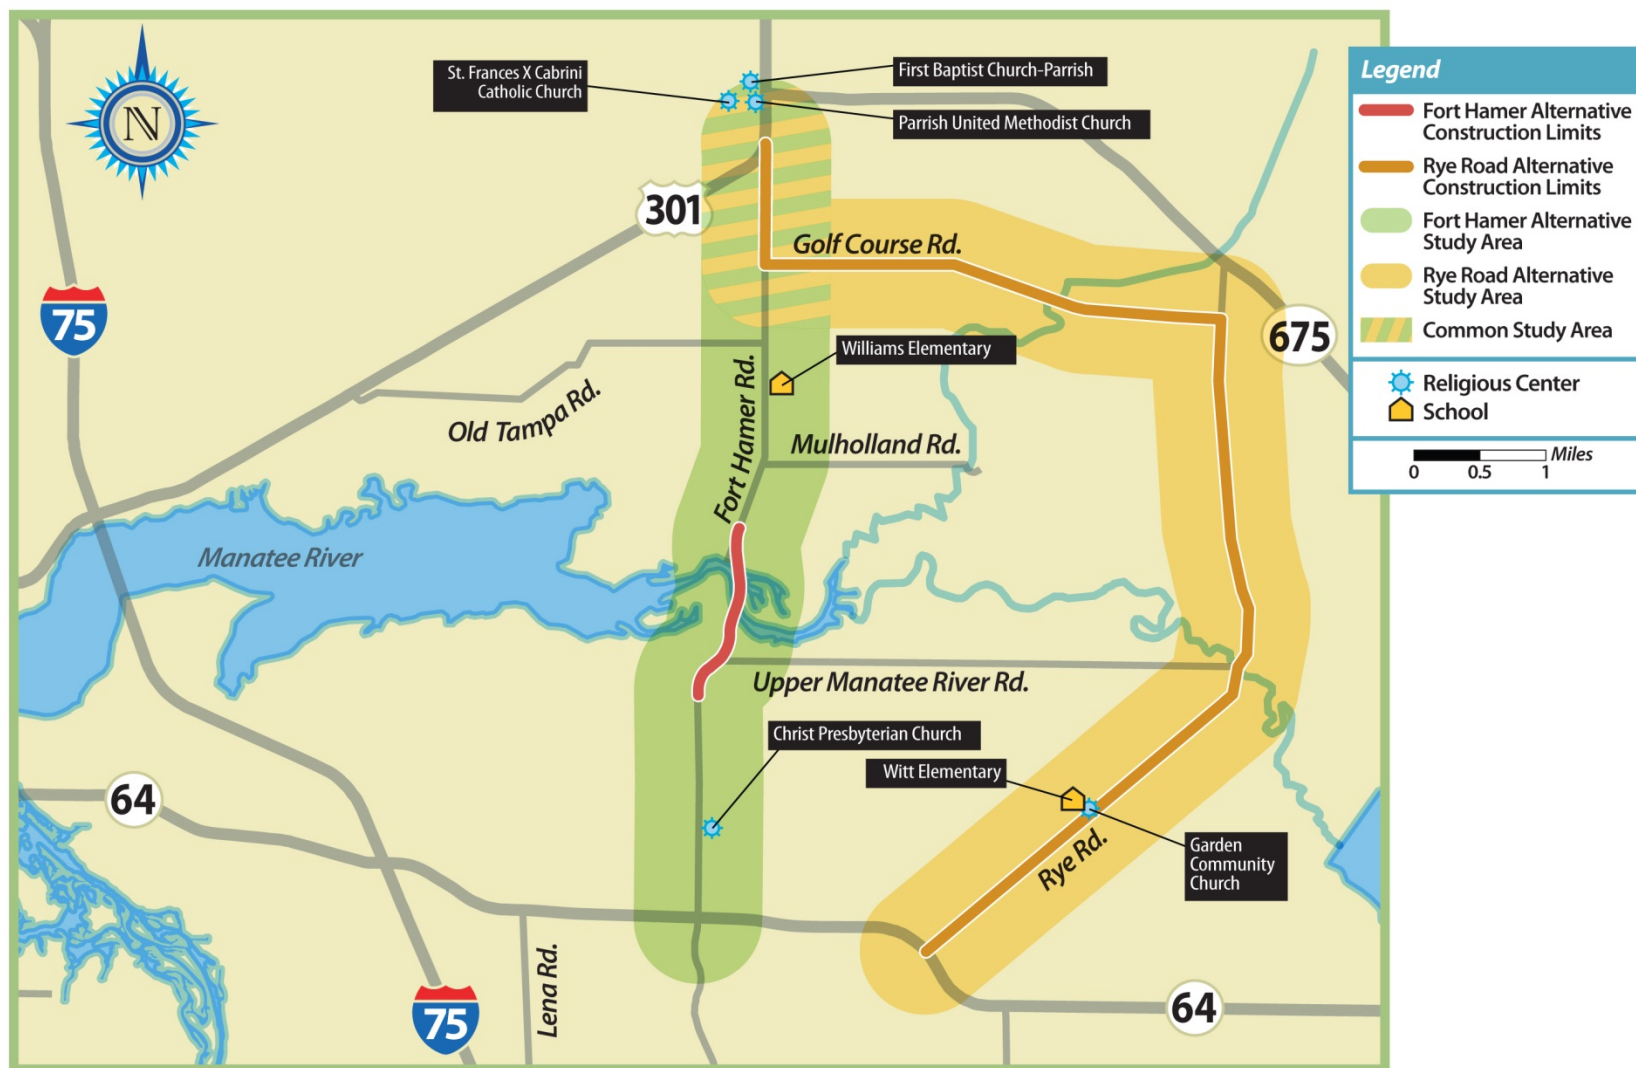 N
St. Frances X Cabrini
Catholic Church
First Baptist Church-Parrish
Parrish United Methodist Church
301
Golf Course Rd.
75
675
Williams Elementary
Fort Hamer Rd.
Old Tampa Rd.
Mulholland Rd.
Manatee River
Upper Manatee River Rd.
Christ Presbyterian Church
Witt Elementary
64
Rye Rd.
Garden
Community
Church
Lena Rd.
75
64
Legend
Fort Hamer Alternative
Construction Limits
Rye Road Alternative
Construction Limits
Fort Hamer Alternative
Study Area
Rye Road Alternative
Study Area
Common Study Area
Religious Center
School
Miles
0 0.5 1